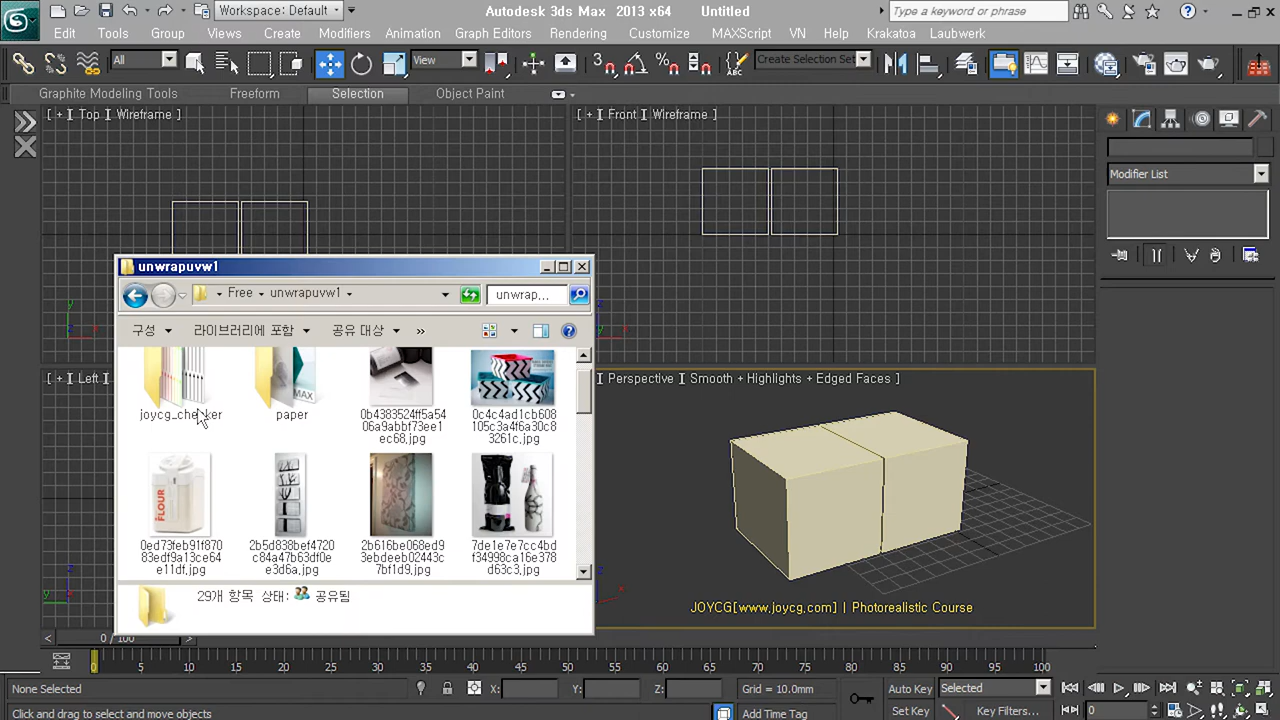 Workspace: Default
Autodesk 3ds Max 2013 x64 Untitled
Type a keyword or phrase
Edit Tools Group Views Create Modifiers Animation Graph Editors Rendering Customize MAXScript VN Help Krakatoa Laubwerk
All
View
3
Create Selection Set
Graphite Modeling Tools Freeform Selection Object Paint
[ + ][ Top ][ Wireframe ]
[ + ][ Front ][ Wireframe ]
Modifier List
unwrapuvw1
Free unwrapuvw1
unwrap...
구성 라이브러리에 포함 공유 대상 »
joycg_checker
paper
MAX
0b4383524ff5a54
06a9abbf73ee1
ec68.jpg
0c4c4ad1cb608
105c3a4f6a30c8
3261c.jpg
FLOUR
0ed73feb91f870
83edf9a13ce64
e11df.jpg
2b5d838bef4720
c84a47b63df0e
e3d6a.jpg
2b616be068ed9
3ebdeeb02443c
7bf1d9.jpg
7de1e7e7cc4bd
f34998ca16e378
d63c3.jpg
29개 항목 상태: 공유됨
[ + ][ Left ]
Perspective ][ Smooth + Highlights + Edged Faces ]
JOYCG[www.joycg.com] | Photorealistic Course
0 / 100
0 5 10 15 20 25 30 35 40 45 50 55 60 65 70 75 80 85 90 95 100
None Selected
X: Y: Z:
Grid = 10.0mm
Auto Key
Selected
Click and drag to select and move objects
Add Time Tag
Set Key
Key Filters...
0